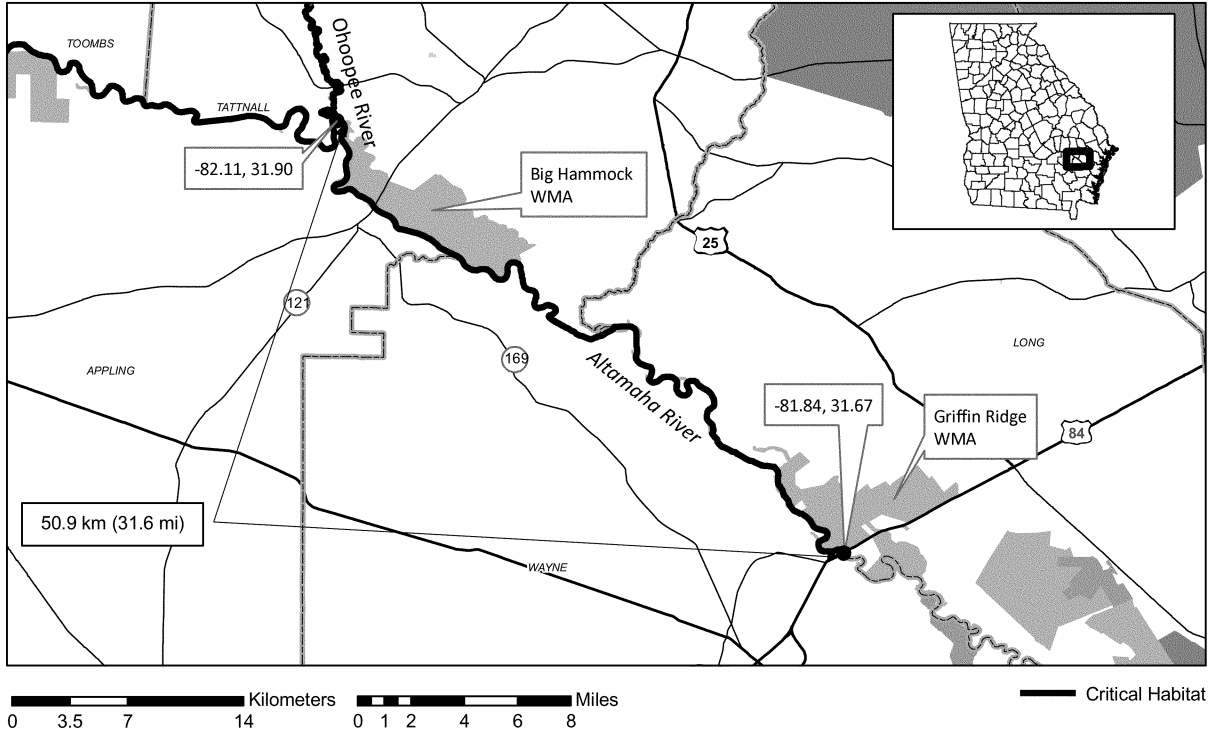 TOOMBS
Ohoopee River
TATTNALL
-82.11, 31.90
Big Hammock
WMA
25
121
169
LONG
APPLING
Altamaha River
-81.84, 31.67
Griffin Ridge
WMA
84
50.9 km (31.6 mi)
WAYNE
Kilometers
0 3.5 7 14
Miles
0 1 2 4 6 8
Critical Habitat